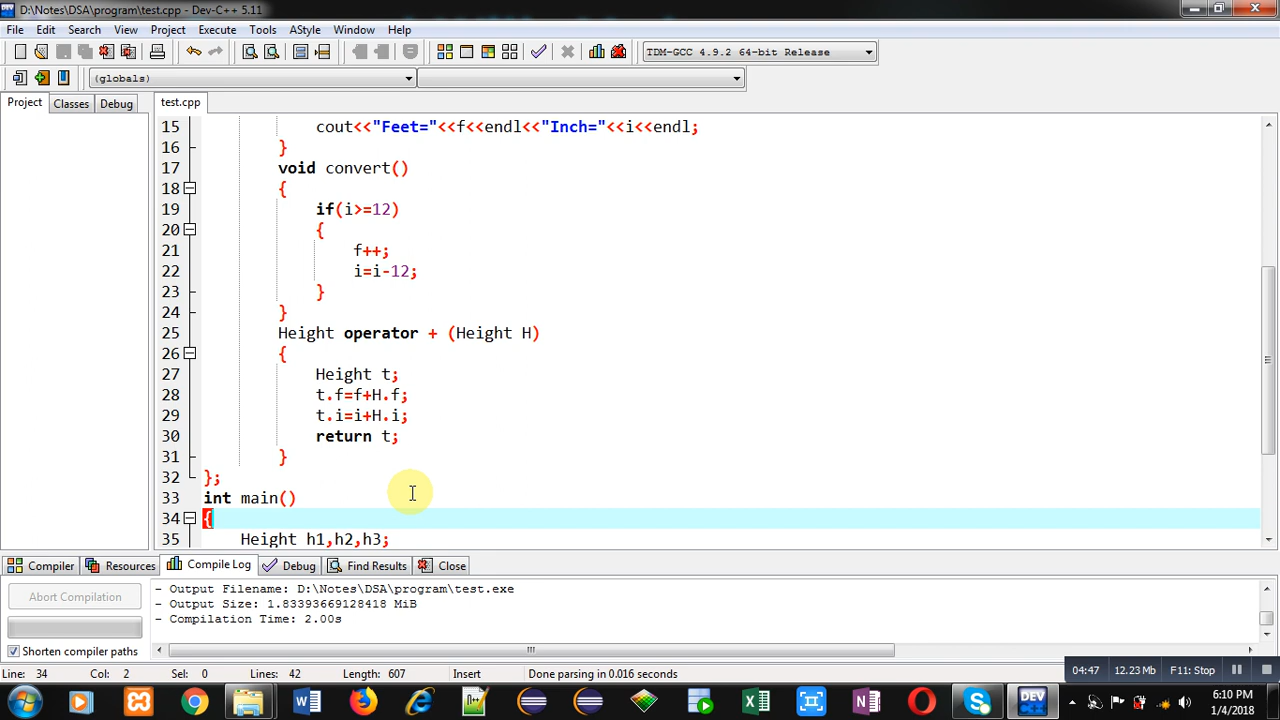 D:\Notes\DSA\program\test.cpp - Dev-C++ 5.11
File Edit Search View Project Execute Tools AStyle Window Help
TDM-GCC 4.9.2 64-bit Release
(globals)
Project Classes Debug test.cpp
15 cout<<"Feet="<<f<<endl<<"Inch="<<i<<endl;
16 }
17 void convert()
18 {
19 if(i>=12)
20 {
21 f++;
22 i=i-12;
23 }
24 }
25 Height operator + (Height H)
26 {
27 Height t;
28 t.f=f+H.f;
29 t.i=i+H.i;
30 return t;
31 }
32 };
33 int main()
34 {
35 Height h1,h2,h3;
Compiler Resources Compile Log Debug Find Results Close
Abort Compilation
Shorten compiler paths
- Output Filename: D:\Notes\DSA\program\test.exe
- Output Size: 1.83393669128418 MiB
- Compilation Time: 2.00s
Line: 34 Col: 2 Sel: 0 Lines: 42 Length: 607 Insert Done parsing in 0.016 seconds
04:47 12.23 Mb F11: Stop
6:10 PM
1/4/2018